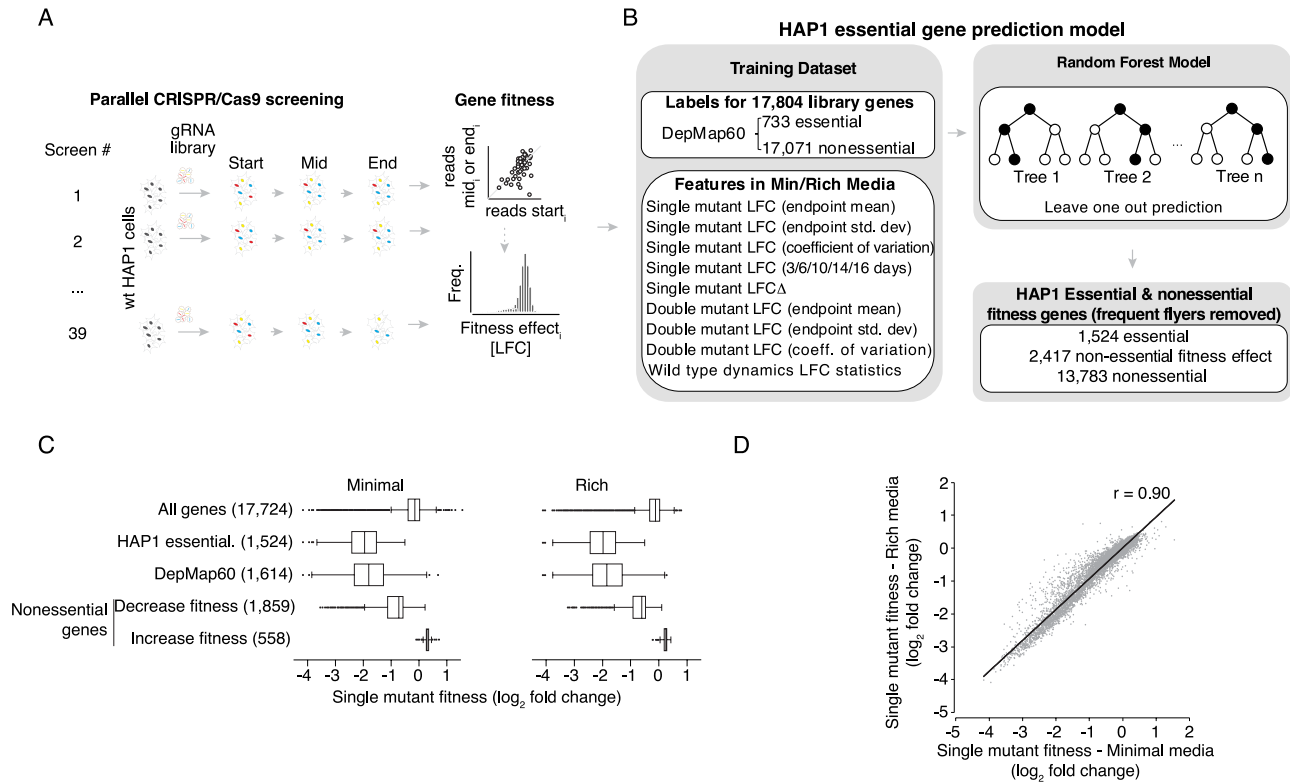 A
Parallel CRISPR/Cas9 screening
Gene fitness
Screen #
gRNA
library
Start
Mid
End
1
2
...
39
wt HAP1 cells
reads
mid_i or end_i
reads start_i
Freq.
Fitness effect_i
[LFC]
B
HAP1 essential gene prediction model
Training Dataset
Labels for 17,804 library genes
DepMap60
733 essential
17,071 nonessential
Features in Min/Rich Media
Single mutant LFC (endpoint mean)
Single mutant LFC (endpoint std. dev)
Single mutant LFC (coefficient of variation)
Single mutant LFC (3/6/10/14/16 days)
Single mutant LFCΔ
Double mutant LFC (endpoint mean)
Double mutant LFC (endpoint std. dev)
Double mutant LFC (coeff. of variation)
Wild type dynamics LFC statistics
Random Forest Model
...
Tree 1 Tree 2 Tree n
Leave one out prediction
HAP1 Essential & nonessential
fitness genes (frequent flyers removed)
1,524 essential
2,417 non-essential fitness effect
13,783 nonessential
C
Minimal
Rich
All genes (17,724)
HAP1 essential. (1,524)
DepMap60 (1,614)
Nonessential
genes
Decrease fitness (1,859)
Increase fitness (558)
-4 -3 -2 -1 0 1
-4 -3 -2 -1 0 1
Single mutant fitness (log2 fold change)
D
r = 0.90
2
1
0
-1
-2
-3
-4
-5
-5 -4 -3 -2 -1 0 1 2
Single mutant fitness - Rich media
(log2 fold change)
Single mutant fitness - Minimal media
(log2 fold change)